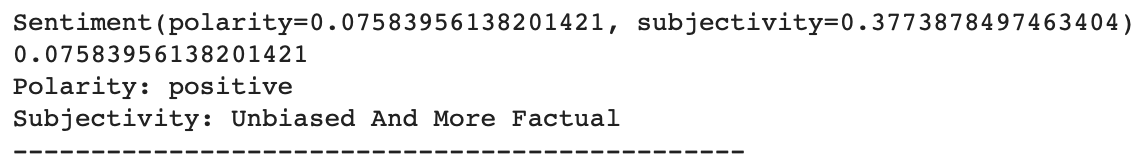 Sentiment(polarity=0.07583956138201421, subjectivity=0.3773878497463404)
0.07583956138201421
Polarity: positive
Subjectivity: Unbiased And More Factual
-----------------------------------------------